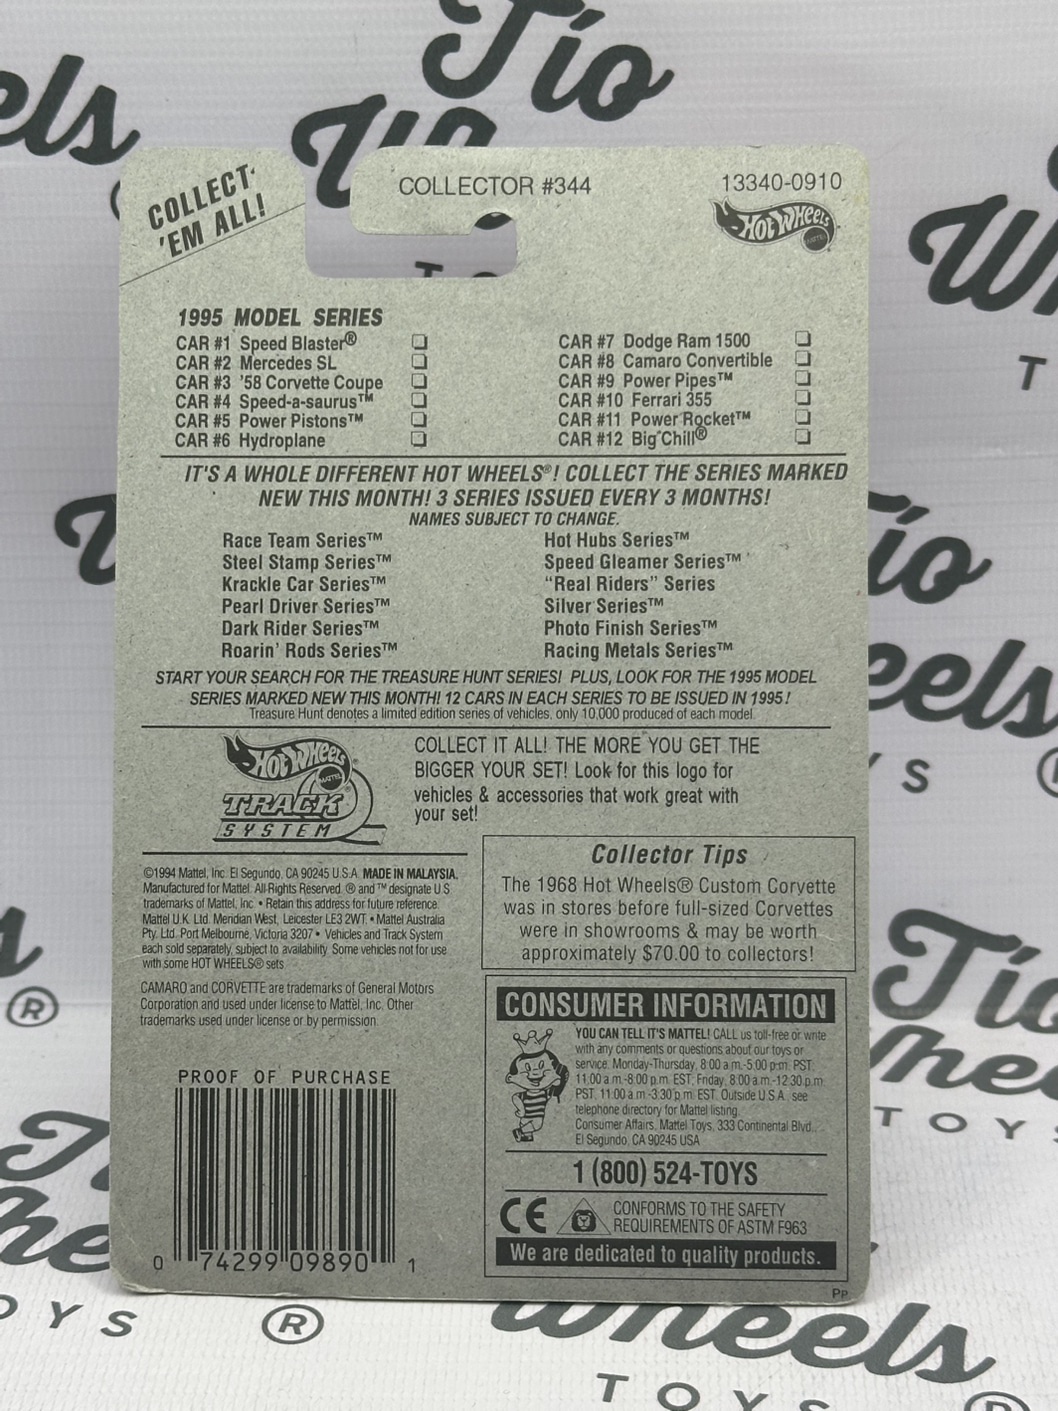 Tío
els
COLLECT
'EM ALL!
COLLECTOR #344
13340-0910
HOT WHEELS
MATTEL
1995 MODEL SERIES
CAR #1 Speed Blaster® ❏
CAR #2 Mercedes SL ❏
CAR #3 '58 Corvette Coupe ❏
CAR #4 Speed-a-saurus™ ❏
CAR #5 Power Pistons™ ❏
CAR #6 Hydroplane ❏
CAR #7 Dodge Ram 1500 ❏
CAR #8 Camaro Convertible ❏
CAR #9 Power Pipes™ ❏
CAR #10 Ferrari 355 ❏
CAR #11 Power Rocket™ ❏
CAR #12 Big Chill® ❏
IT'S A WHOLE DIFFERENT HOT WHEELS®! COLLECT THE SERIES MARKED
NEW THIS MONTH! 3 SERIES ISSUED EVERY 3 MONTHS!
NAMES SUBJECT TO CHANGE.
Race Team Series™
Steel Stamp Series™
Krackle Car Series™
Pearl Driver Series™
Dark Rider Series™
Roarin' Rods Series™
Hot Hubs Series™
Speed Gleamer Series™
“Real Riders” Series
Silver Series™
Photo Finish Series™
Racing Metals Series™
START YOUR SEARCH FOR THE TREASURE HUNT SERIES! PLUS, LOOK FOR THE 1995 MODEL
SERIES MARKED NEW THIS MONTH! 12 CARS IN EACH SERIES TO BE ISSUED IN 1995!
Treasure Hunt denotes a limited edition series of vehicles, only 10,000 produced of each model.
HOT WHEELS
MATTEL
TRACK
SYSTEM
COLLECT IT ALL! THE MORE YOU GET THE
BIGGER YOUR SET! Look for this logo for
vehicles & accessories that work great with
your set!
©1994 Mattel, Inc. El Segundo, CA 90245 U.S.A. MADE IN MALAYSIA.
Manufactured for Mattel. All Rights Reserved. ® and ™ designate U.S.
trademarks of Mattel, Inc. • Retain this address for future reference:
Mattel U.K. Ltd. Meridian West, Leicester LE3 2WT. • Mattel Australia
Pty. Ltd. Port Melbourne, Victoria 3207 • Vehicles and Track System
each sold separately, subject to availability. Some vehicles not for use
with some HOT WHEELS® sets.
CAMARO and CORVETTE are trademarks of General Motors
Corporation and used under license to Mattel, Inc. Other
trademarks used under license or by permission.
Collector Tips
The 1968 Hot Wheels® Custom Corvette
was in stores before full-sized Corvettes
were in showrooms & may be worth
approximately $70.00 to collectors!
CONSUMER INFORMATION
YOU CAN TELL IT'S MATTEL! CALL us toll-free or write
with any comments or questions about our toys or
service. Monday-Thursday, 8:00 a.m.-5:00 p.m. PST,
11:00 a.m.-8:00 p.m. EST; Friday, 8:00 a.m.-12:30 p.m.
PST, 11:00 a.m.-3:30 p.m. EST. Outside U.S.A. see
telephone directory for Mattel listing.
Consumer Affairs, Mattel Toys, 333 Continental Blvd.,
El Segundo, CA 90245 USA
1 (800) 524-TOYS
CE
CONFORMS TO THE SAFETY
REQUIREMENTS OF ASTM F963
We are dedicated to quality products.
PROOF OF PURCHASE
0 74299 09890 1
Pp
Wheels
TOYS